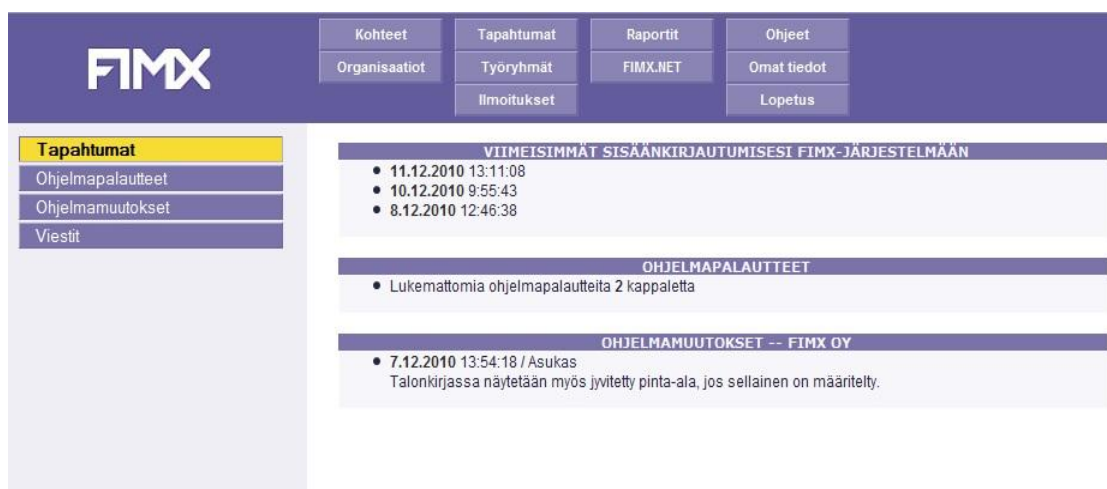 FIMX
Kohteet Tapahtumat Raportit Ohjeet
Organisaatiot Työryhmät FIMX.NET Omat tiedot
Ilmoitukset Lopetus
Tapahtumat
Ohjelmapalautteet
Ohjelmamuutokset
Viestit
VIIMEISIMMÄT SISÄÄNKIRJAUTUMISESI FIMX-JÄRJESTELMÄÄN
• 11.12.2010 13:11:08
• 10.12.2010 9:55:43
• 8.12.2010 12:46:38
OHJELMAPALAUTTEET
• Lukemattomia ohjelmapalautteita 2 kappaletta
OHJELMAMUUTOKSET -- FIMX OY
• 7.12.2010 13:54:18 / Asukas
Talonkirjassa näytetään myös jyvitetty pinta-ala, jos sellainen on määritelty.